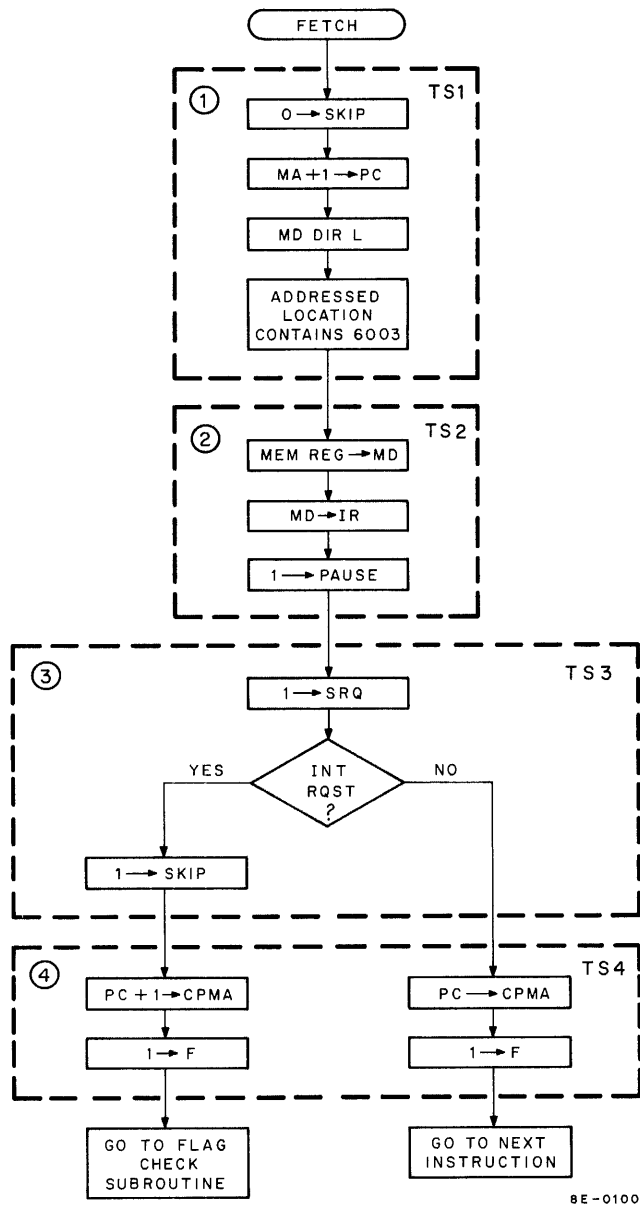 FETCH
① TS1
0→SKIP
MA+1→PC
MD DIR L
ADDRESSED
LOCATION
CONTAINS 6003
② TS2
MEM REG→MD
MD→IR
1→PAUSE
③ TS3
1→SRQ
YES INT NO
RQST
?
1→SKIP
④ TS4
PC+1→CPMA PC→CPMA
1→F 1→F
GO TO FLAG
CHECK
SUBROUTINE
GO TO NEXT
INSTRUCTION
8E-0100